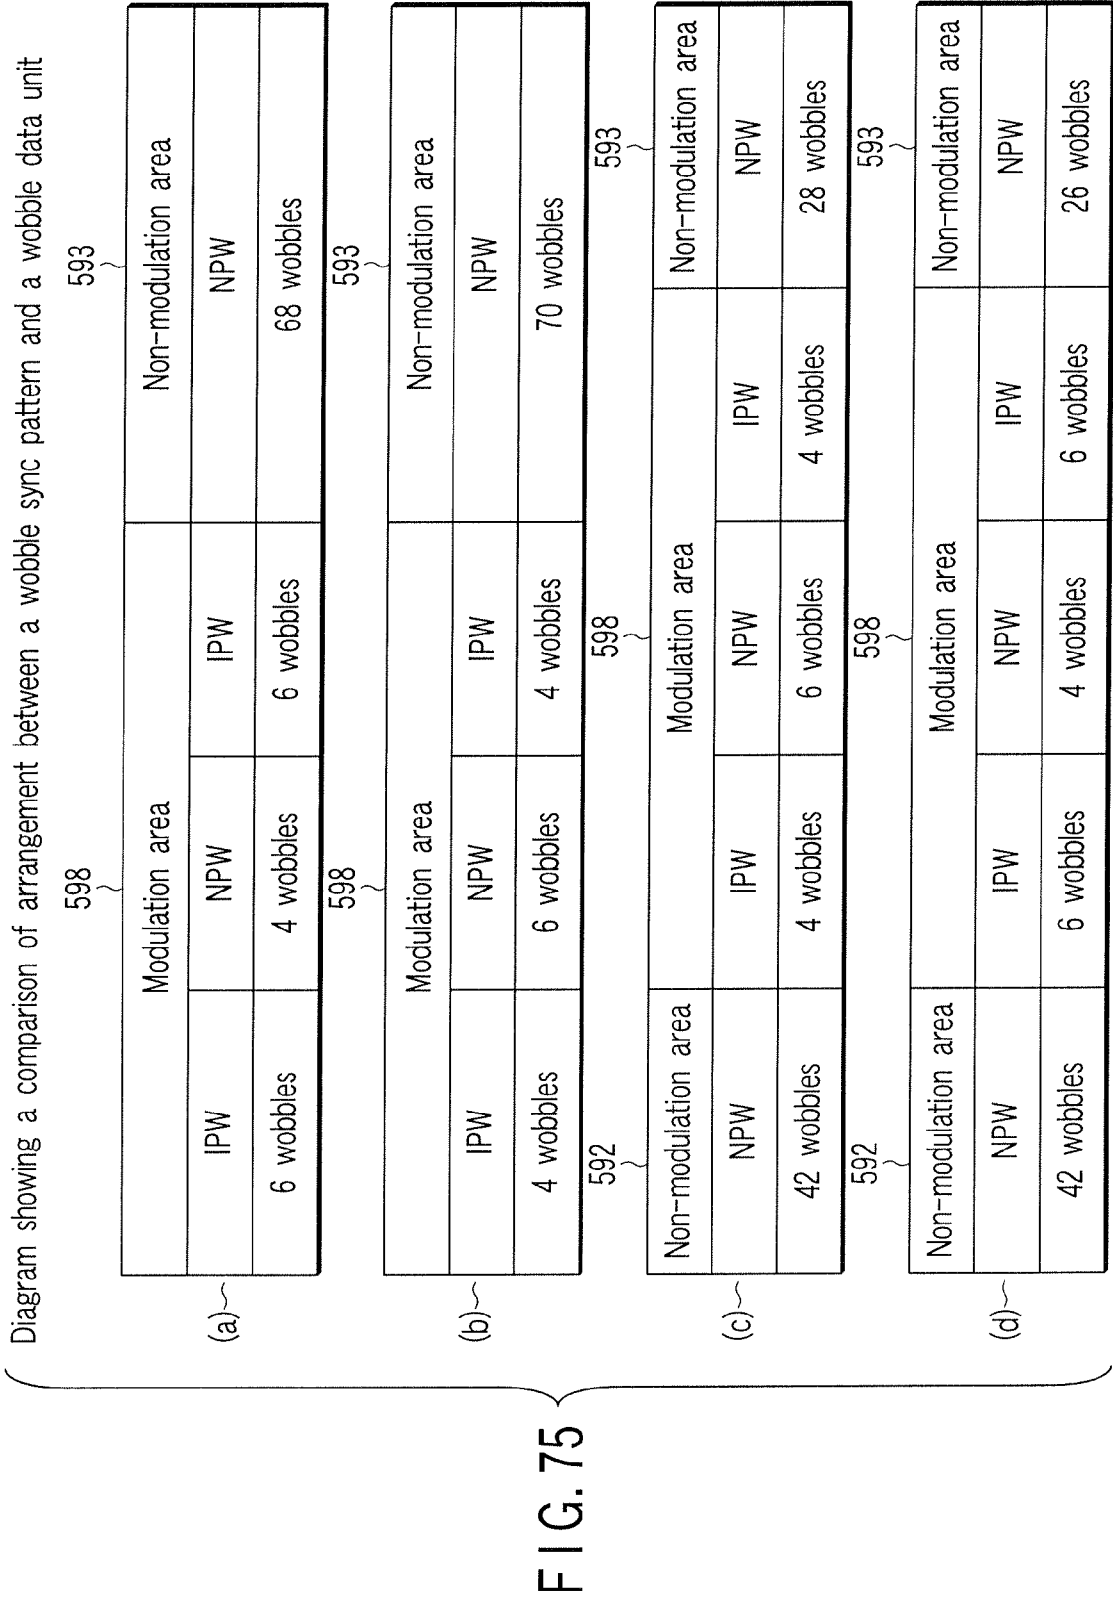 Diagram showing a comparison of arrangement between a wobble sync pattern and a wobble data unit
598 593
(a)
Modulation area Non-modulation area
IPW NPW IPW NPW
6 wobbles 4 wobbles 6 wobbles 68 wobbles
598 593
(b)
Modulation area Non-modulation area
IPW NPW IPW NPW
4 wobbles 6 wobbles 4 wobbles 70 wobbles
592 598 593
(c)
Non-modulation area Modulation area Non-modulation area
NPW IPW NPW IPW NPW
42 wobbles 4 wobbles 6 wobbles 4 wobbles 28 wobbles
592 598 593
(d)
Non-modulation area Modulation area Non-modulation area
NPW IPW NPW IPW NPW
42 wobbles 6 wobbles 4 wobbles 6 wobbles 26 wobbles
FIG. 75